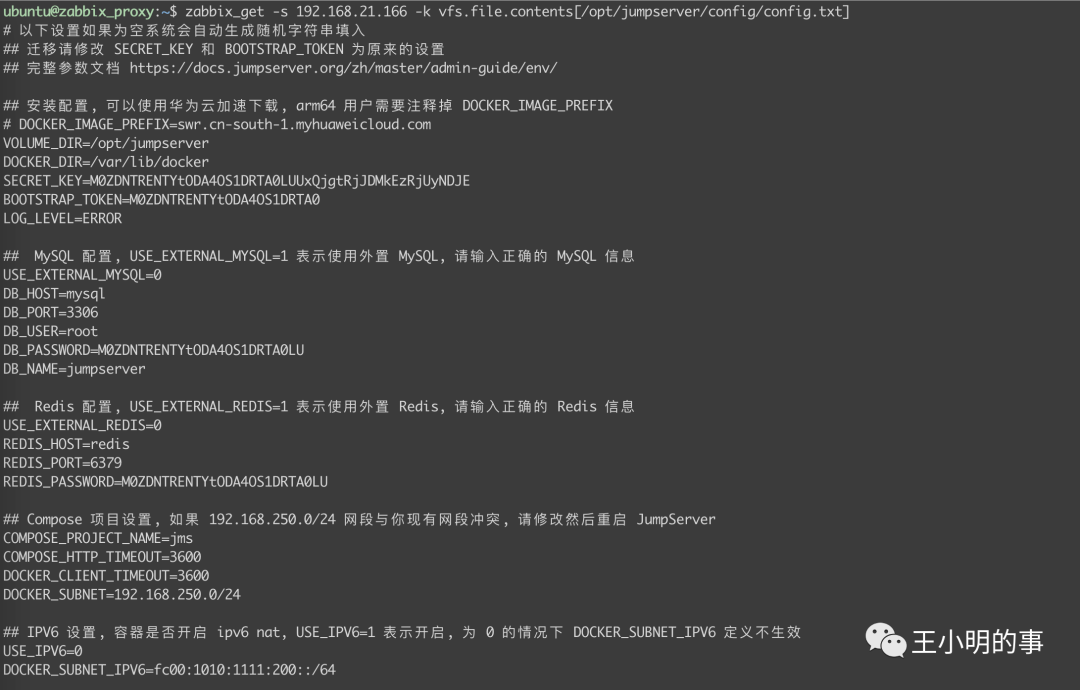 ubuntu@zabbix_proxy:~$ zabbix_get -s 192.168.21.166 -k vfs.file.contents[/opt/jumpserver/config/config.txt]
# 以下设置如果为空系统会自动生成随机字符串填入
## 迁移请修改 SECRET_KEY 和 BOOTSTRAP_TOKEN 为原来的设置
## 完整参数文档 https://docs.jumpserver.org/zh/master/admin-guide/env/
## 安装配置, 可以使用华为云加速下载, arm64 用户需要注释掉 DOCKER_IMAGE_PREFIX
# DOCKER_IMAGE_PREFIX=swr.cn-south-1.myhuaweicloud.com
VOLUME_DIR=/opt/jumpserver
DOCKER_DIR=/var/lib/docker
SECRET_KEY=M0ZDNTRENTYtODA4OS1DRTA0LUUxQjgtRjJDMkEzRjUyNDJE
BOOTSTRAP_TOKEN=M0ZDNTRENTYtODA4OS1DRTA0
LOG_LEVEL=ERROR
##  MySQL 配置, USE_EXTERNAL_MYSQL=1 表示使用外置 MySQL, 请输入正确的 MySQL 信息
USE_EXTERNAL_MYSQL=0
DB_HOST=mysql
DB_PORT=3306
DB_USER=root
DB_PASSWORD=M0ZDNTRENTYtODA4OS1DRTA0LU
DB_NAME=jumpserver
##  Redis 配置, USE_EXTERNAL_REDIS=1 表示使用外置 Redis, 请输入正确的 Redis 信息
USE_EXTERNAL_REDIS=0
REDIS_HOST=redis
REDIS_PORT=6379
REDIS_PASSWORD=M0ZDNTRENTYtODA4OS1DRTA0LU
## Compose 项目设置, 如果 192.168.250.0/24 网段与你现有网段冲突, 请修改然后重启 JumpServer
COMPOSE_PROJECT_NAME=jms
COMPOSE_HTTP_TIMEOUT=3600
DOCKER_CLIENT_TIMEOUT=3600
DOCKER_SUBNET=192.168.250.0/24
## IPV6 设置, 容器是否开启 ipv6 nat, USE_IPV6=1 表示开启, 为 0 的情况下 DOCKER_SUBNET_IPV6 定义不生效
USE_IPV6=0
DOCKER_SUBNET_IPV6=fc00:1010:1111:200::/64
王小明的事